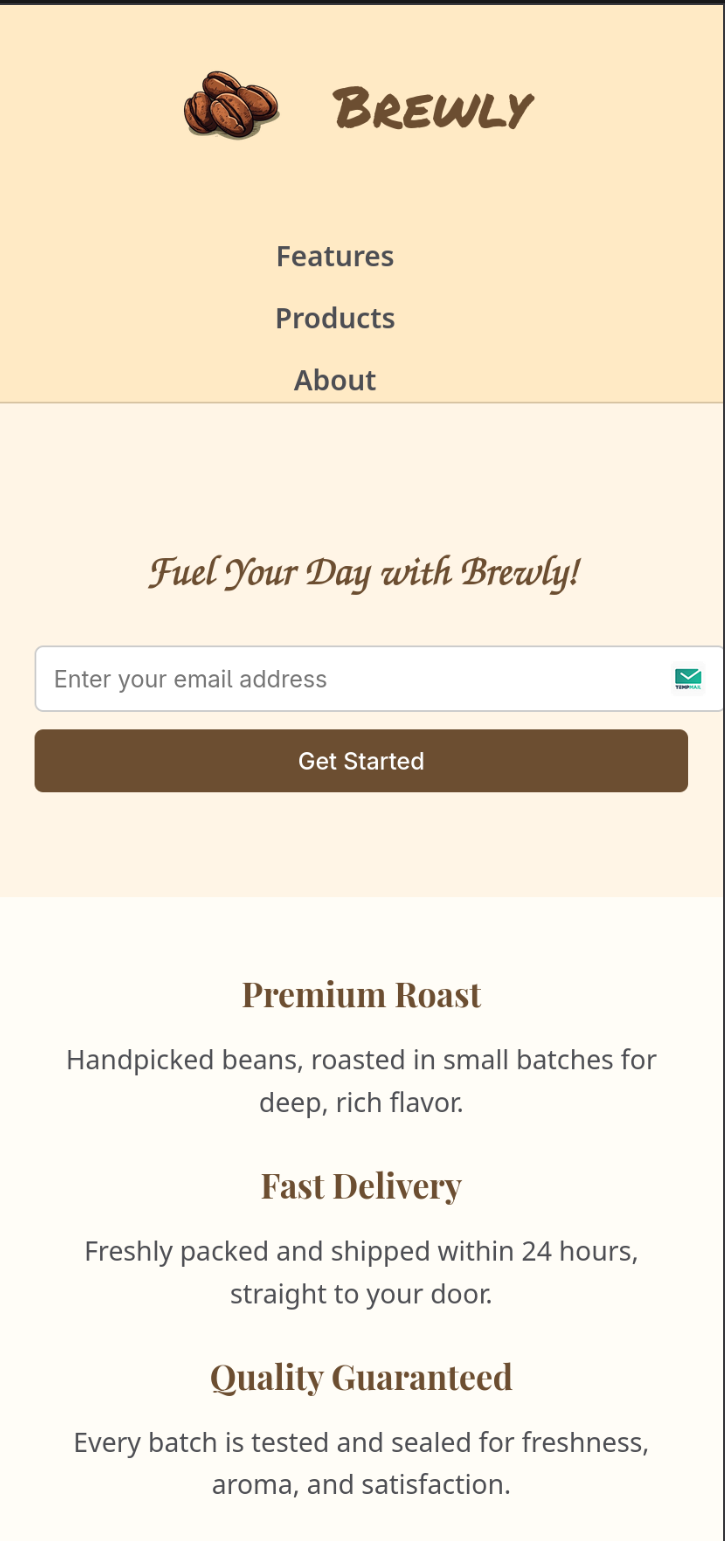 Brewly
Features
Products
About
Fuel Your Day with Brewly!
Enter your email address
TEMPMAIL
Get Started
Premium Roast
Handpicked beans, roasted in small batches for
deep, rich flavor.
Fast Delivery
Freshly packed and shipped within 24 hours,
straight to your door.
Quality Guaranteed
Every batch is tested and sealed for freshness,
aroma, and satisfaction.